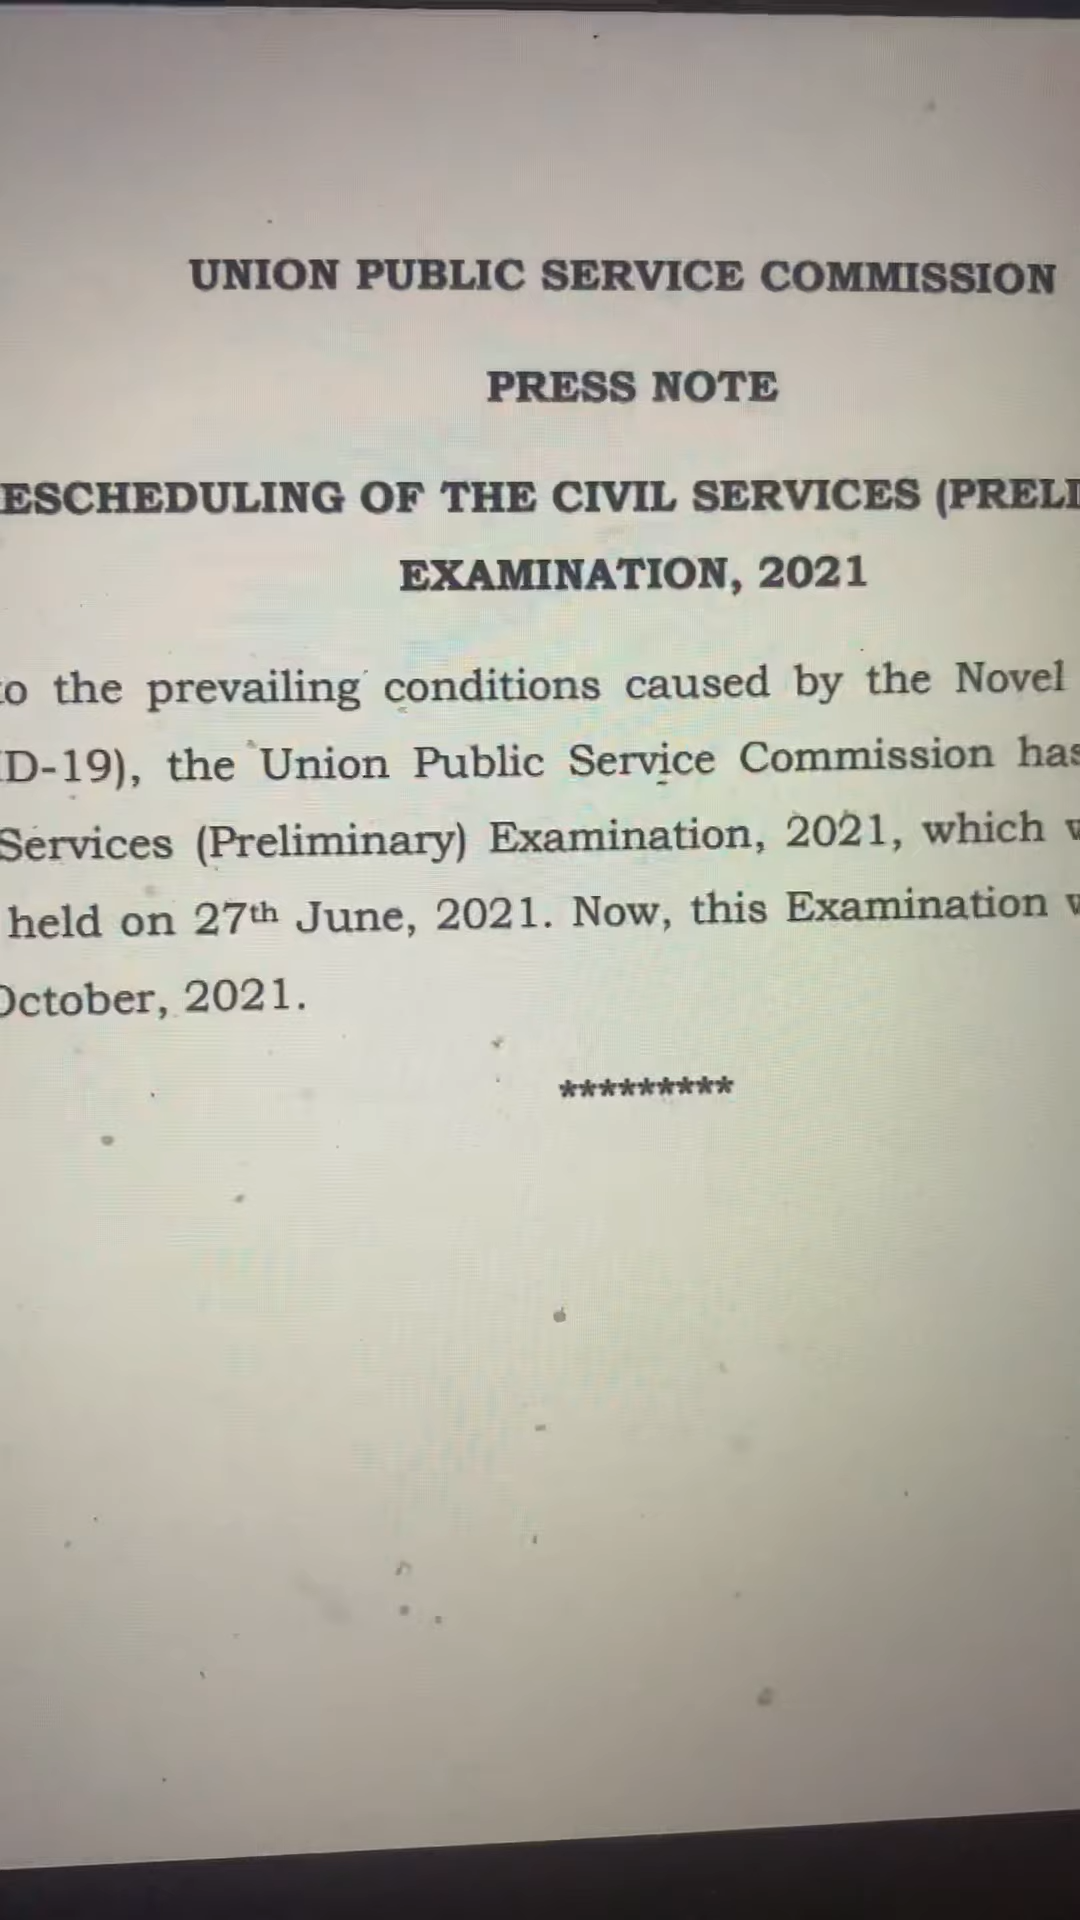 UNION PUBLIC SERVICE COMMISSION
PRESS NOTE
ESCHEDULING OF THE CIVIL SERVICES (PRELI
EXAMINATION, 2021
to the prevailing conditions caused by the Novel
D-19), the Union Public Service Commission has
Services (Preliminary) Examination, 2021, which
held on 27th June, 2021. Now, this Examination
October, 2021.
*********